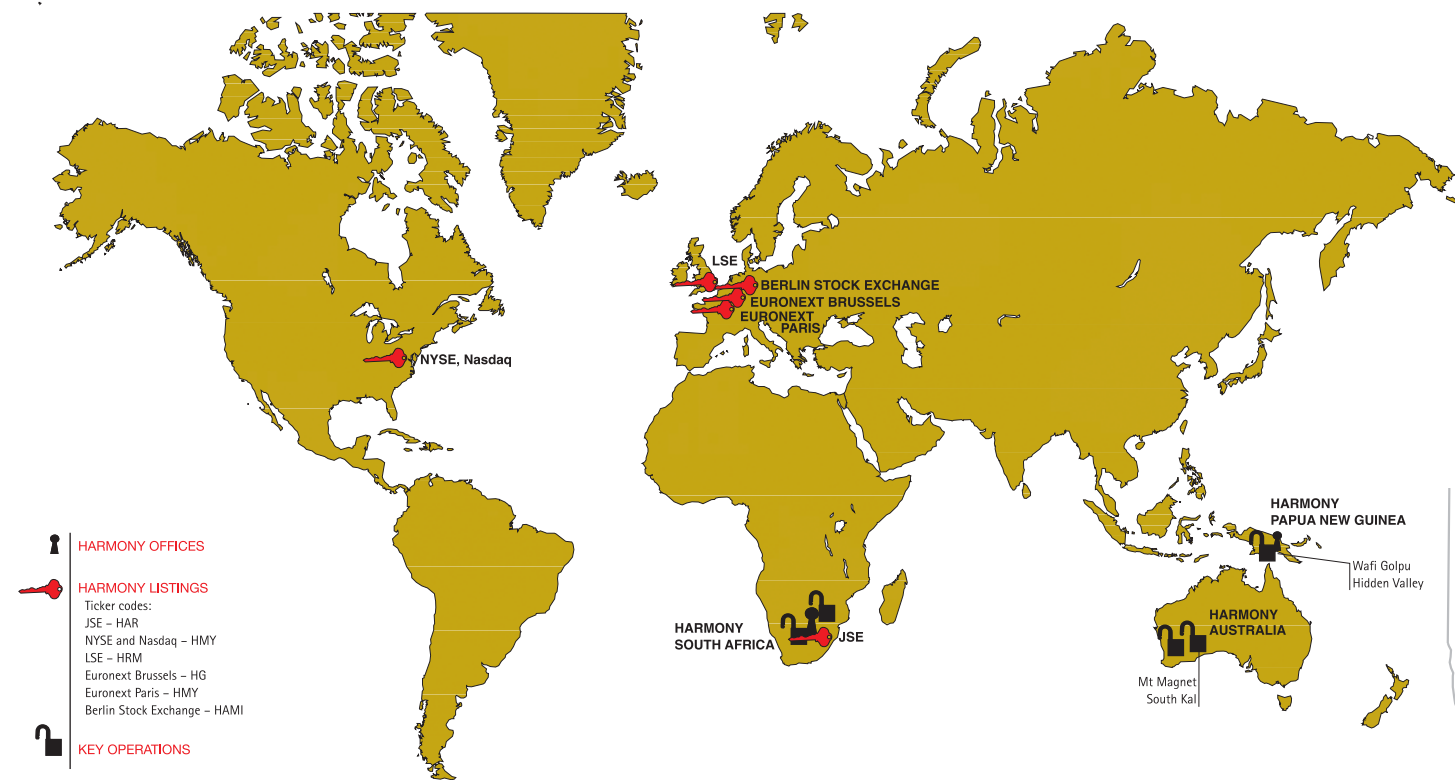 LSE
BERLIN STOCK EXCHANGE
EURONEXT BRUSSELS
EURONEXT
PARIS
NYSE, Nasdaq
HARMONY
PAPUA NEW GUINEA
Wafi Golpu
Hidden Valley
HARMONY
SOUTH AFRICA
JSE
HARMONY
AUSTRALIA
Mt Magnet
South Kal
HARMONY OFFICES
HARMONY LISTINGS
Ticker codes:
JSE – HAR
NYSE and Nasdaq – HMY
LSE – HRM
Euronext Brussels – HG
Euronext Paris – HMY
Berlin Stock Exchange – HAMI
KEY OPERATIONS